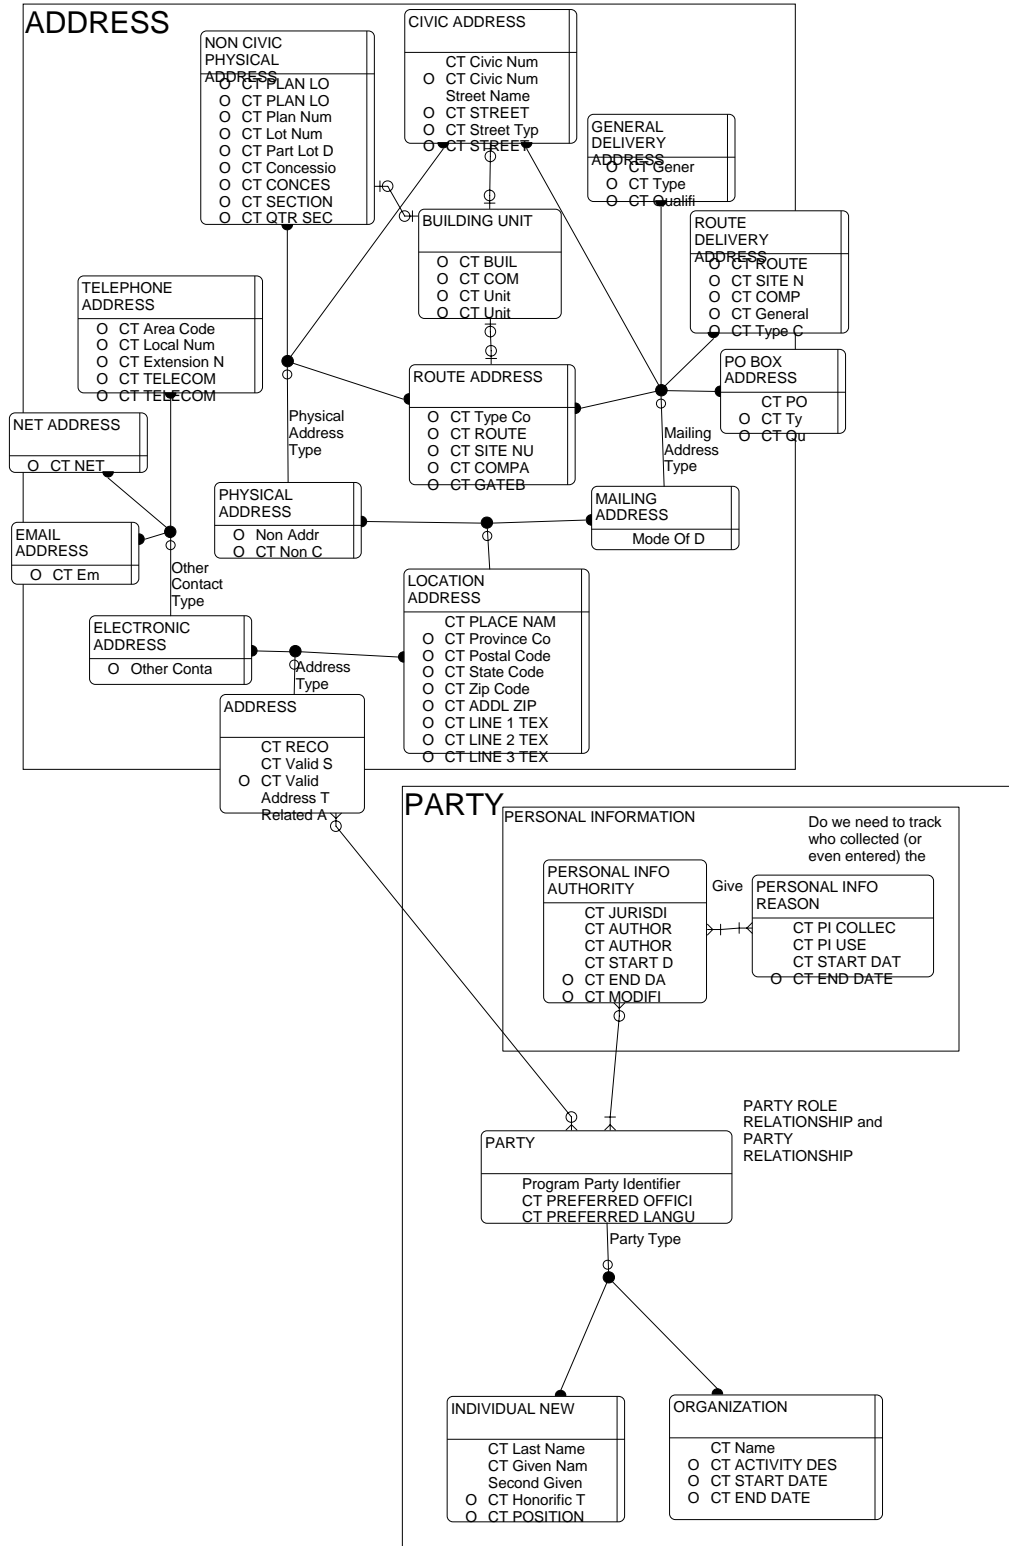 ADDRESS
NON CIVIC
PHYSICAL
ADDRESS
O CT PLAN LO
O CT PLAN LO
O CT Plan Num
O CT Lot Num
O CT Part Lot D
O CT Concessio
O CT CONCES
O CT SECTION
O CT QTR SEC
CIVIC ADDRESS
CT Civic Num
O CT Civic Num
Street Name
O CT STREET
O CT Street Typ
O CT STREET
GENERAL
DELIVERY
ADDRESS
O CT Gener
O CT Type
O CT Qualifi
BUILDING UNIT
O CT BUIL
O CT COM
O CT Unit
O CT Unit
ROUTE
DELIVERY
ADDRESS
O CT ROUTE
O CT SITE N
O CT COMP
O CT General
O CT Type C
TELEPHONE
ADDRESS
O CT Area Code
O CT Local Num
O CT Extension N
O CT TELECOM
O CT TELECOM
PO BOX
ADDRESS
CT PO
O CT Ty
O CT Qu
ROUTE ADDRESS
O CT Type Co
O CT ROUTE
O CT SITE NU
O CT COMPA
O CT GATEB
NET ADDRESS
O CT NET
Physical
Address
Type
Mailing
Address
Type
PHYSICAL
ADDRESS
O Non Addr
O CT Non C
MAILING
ADDRESS
Mode Of D
EMAIL
ADDRESS
O CT Em
Other
Contact
Type
LOCATION
ADDRESS
CT PLACE NAM
O CT Province Co
O CT Postal Code
O CT State Code
O CT Zip Code
O CT ADDL ZIP
O CT LINE 1 TEX
O CT LINE 2 TEX
O CT LINE 3 TEX
ELECTRONIC
ADDRESS
O Other Conta
Address
Type
ADDRESS
CT RECO
CT Valid S
O CT Valid
Address T
Related A
PARTY
PERSONAL INFORMATION
Do we need to track
who collected (or
even entered) the
PERSONAL INFO
AUTHORITY
CT JURISDI
CT AUTHOR
CT AUTHOR
CT START D
O CT END DA
O CT MODIFI
Give
PERSONAL INFO
REASON
CT PI COLLEC
CT PI USE
CT START DAT
O CT END DATE
PARTY ROLE
RELATIONSHIP and
PARTY
RELATIONSHIP
PARTY
Program Party Identifier
CT PREFERRED OFFICI
CT PREFERRED LANGU
Party Type
INDIVIDUAL NEW
CT Last Name
CT Given Nam
Second Given
O CT Honorific T
O CT POSITION
ORGANIZATION
CT Name
O CT ACTIVITY DES
O CT START DATE
O CT END DATE